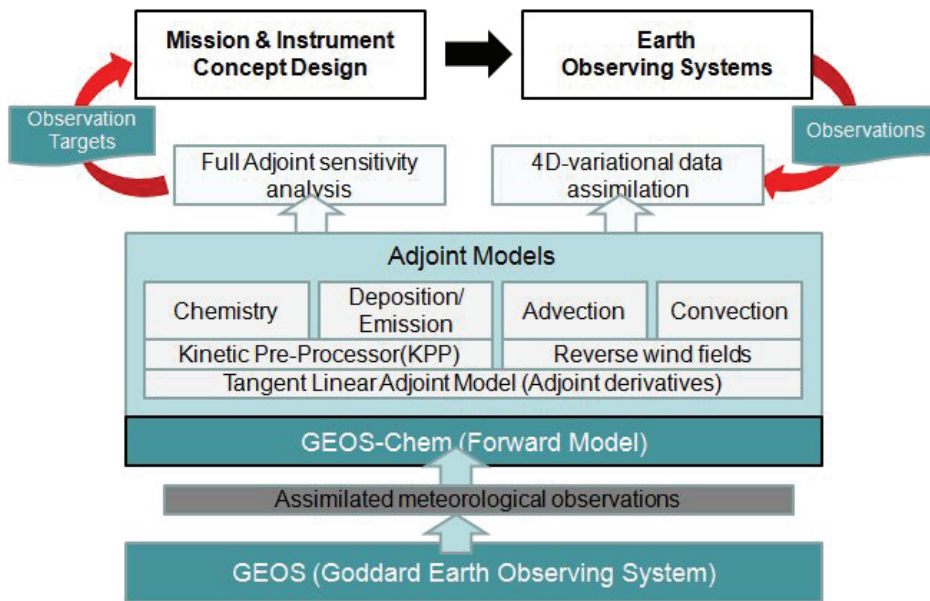 Mission & Instrument
Concept Design
Earth
Observing Systems
Observation
Targets
Observations
Full Adjoint sensitivity
analysis
4D-variational data
assimilation
Adjoint Models
Chemistry
Deposition/
Emission
Advection
Convection
Kinetic Pre-Processor(KPP)
Reverse wind fields
Tangent Linear Adjoint Model (Adjoint derivatives)
GEOS-Chem (Forward Model)
Assimilated meteorological observations
GEOS (Goddard Earth Observing System)